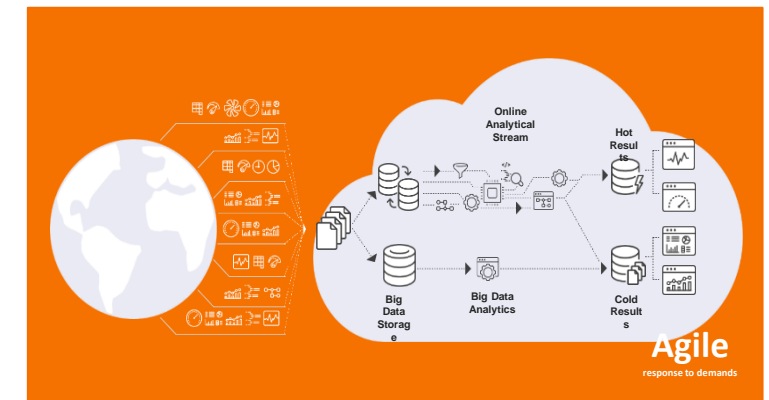 Online
Analytical
Stream
Hot
Resul
ts
Big
Data
Storag
e
Big Data
Analytics
Cold
Result
s
Agile
response to demands